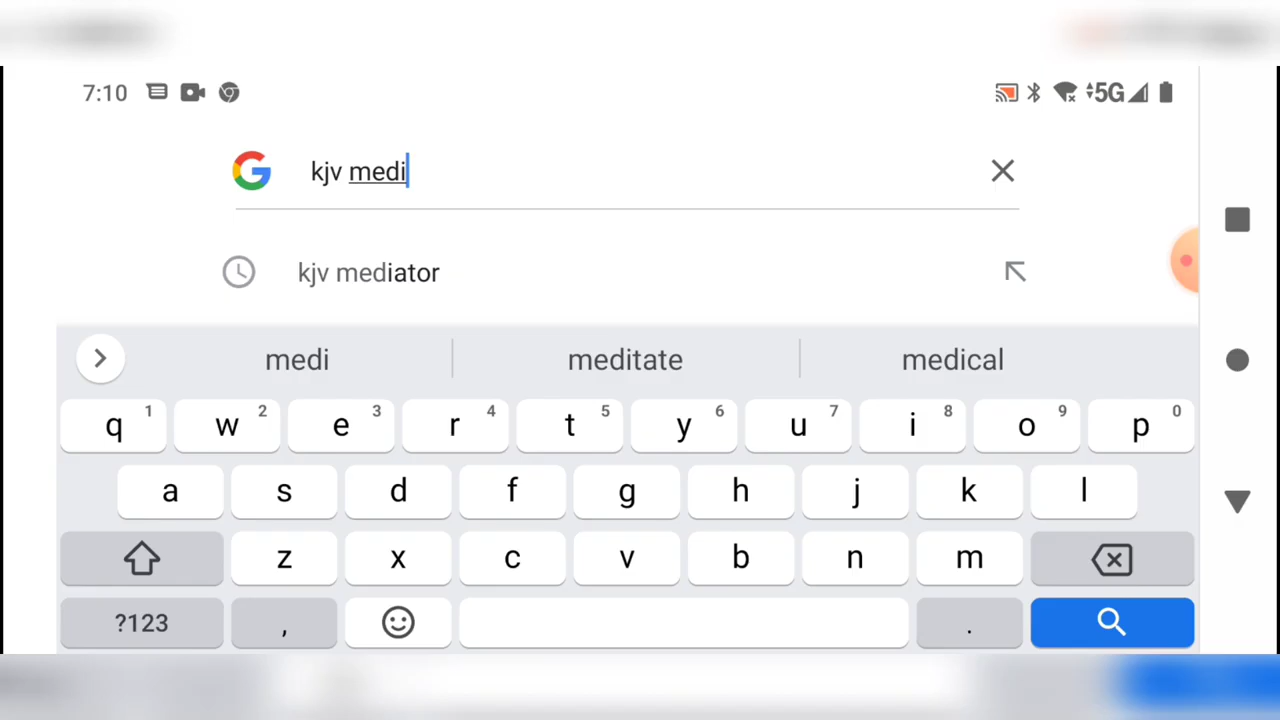 7:10 5G
kjv medi
kjv mediator
medi meditate medical
q 1 w 2 e 3 r 4 t 5 y 6 u 7 i 8 o 9 p 0
a s d f g h j k l
z x c v b n m
?123 , .